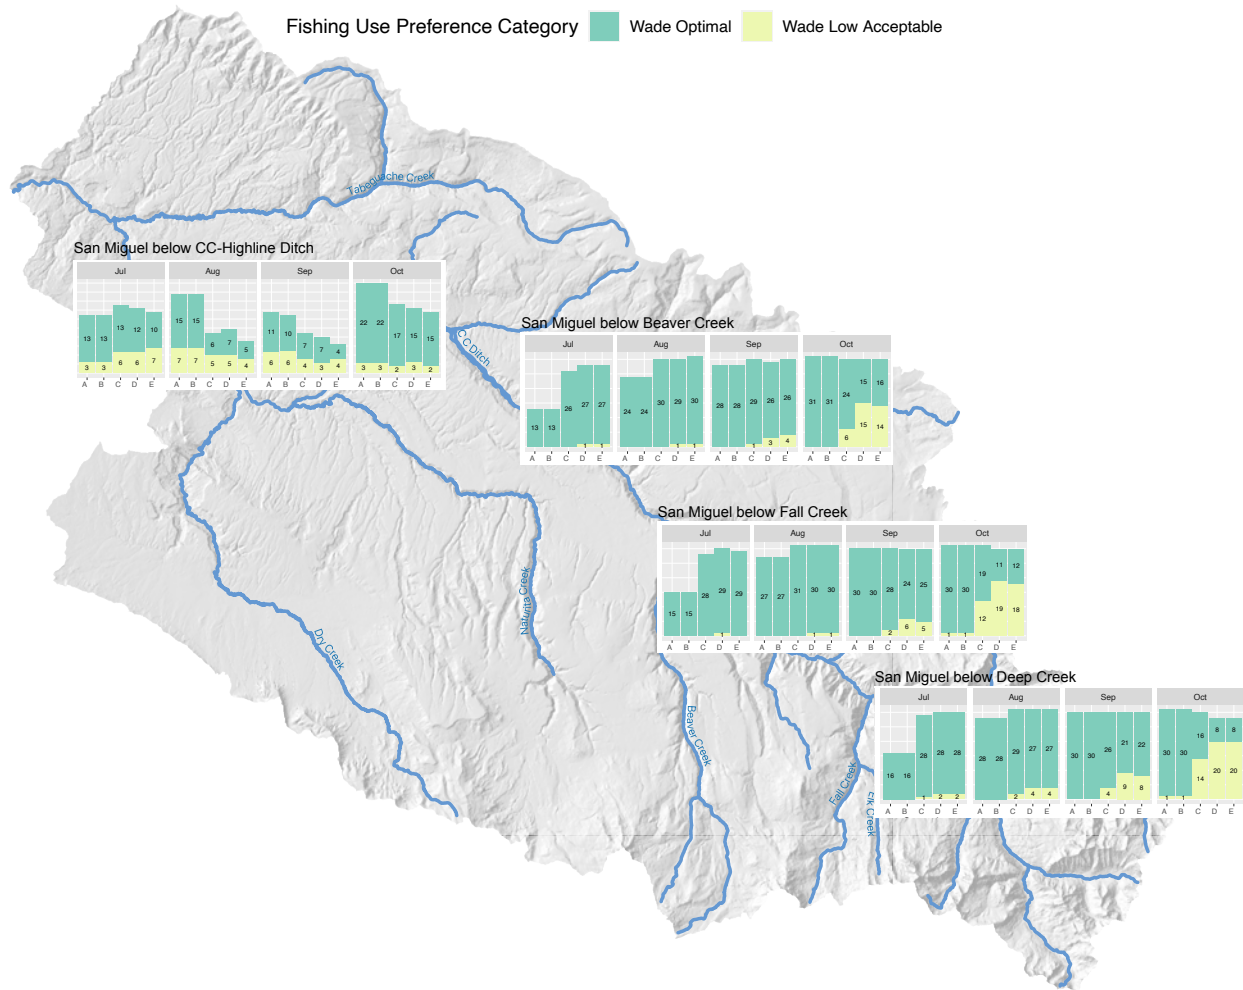 Fishing Use Preference Category Wade Optimal Wade Low Acceptable
Tabeguache Creek
San Miguel below CC-Highline Ditch
Jul Aug Sep Oct
13 13 13 12 10 15 15 6 7 5 11 10 7 7 4 22 22 17 15 15
3 3 6 6 7 7 7 5 5 4 6 6 4 3 4 3 3 2 3 2
A B C D E A B C D E A B C D E A B C D E
CC Ditch
San Miguel below Beaver Creek
Jul Aug Sep Oct
13 13 26 27 27 24 24 30 29 30 28 28 29 26 26 31 31 24 15 16
1 1 1 1 1 3 4 6 15 14
A B C D E A B C D E A B C D E A B C D E
San Miguel below Fall Creek
Jul Aug Sep Oct
15 15 28 29 29 27 27 31 30 30 30 30 28 24 25 30 30 19 11 12
1 1 1 2 6 5 1 1 12 19 18
A B C D E A B C D E A B C D E A B C D E
Naturita Creek
Dry Creek
San Miguel below Deep Creek
Jul Aug Sep Oct
16 16 28 28 28 28 28 29 27 27 30 30 26 21 22 30 30 16 8 8
1 2 2 2 4 4 4 9 8 1 1 14 20 20
A B C D E A B C D E A B C D E A B C D E
Beaver Creek
Fall Creek
Elk Creek